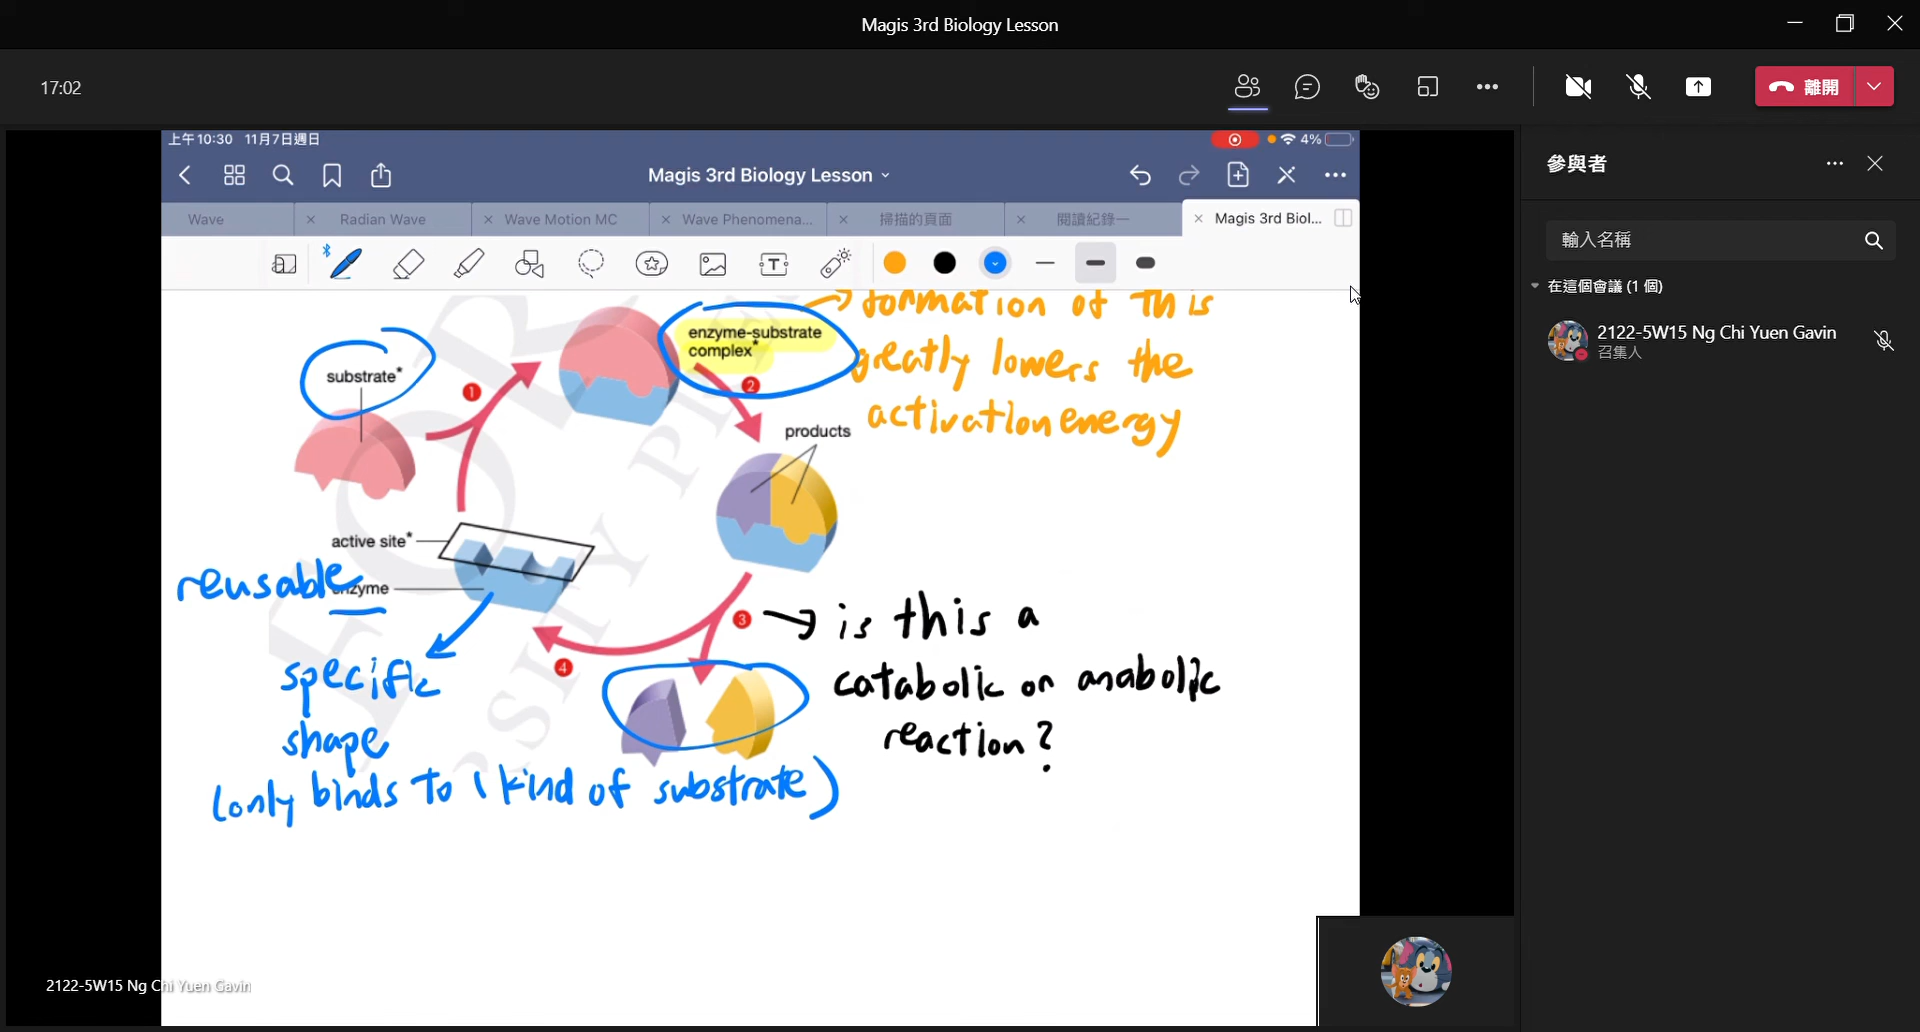 Magis 3rd Biology Lesson
17:02
離開
上午10:30 11月7日週日
4%
Magis 3rd Biology Lesson
Wave
Radian Wave
Wave Motion MC
Wave Phenomena...
掃描的頁面
閱讀紀錄一
Magis 3rd Biol...
formation of this
greatly lowers the
activation energy
enzyme-substrate
complex*
substrate*
1
2
products
active site*
reusable
enzyme
specific
shape
(only binds to 1 kind of substrate)
3
4
is this a
catabolic or anabolic
reaction?
參與者
輸入名稱
在這個會議 (1 個)
2122-5W15 Ng Chi Yuen Gavin
召集人
2122-5W15 Ng Chi Yuen Gavin